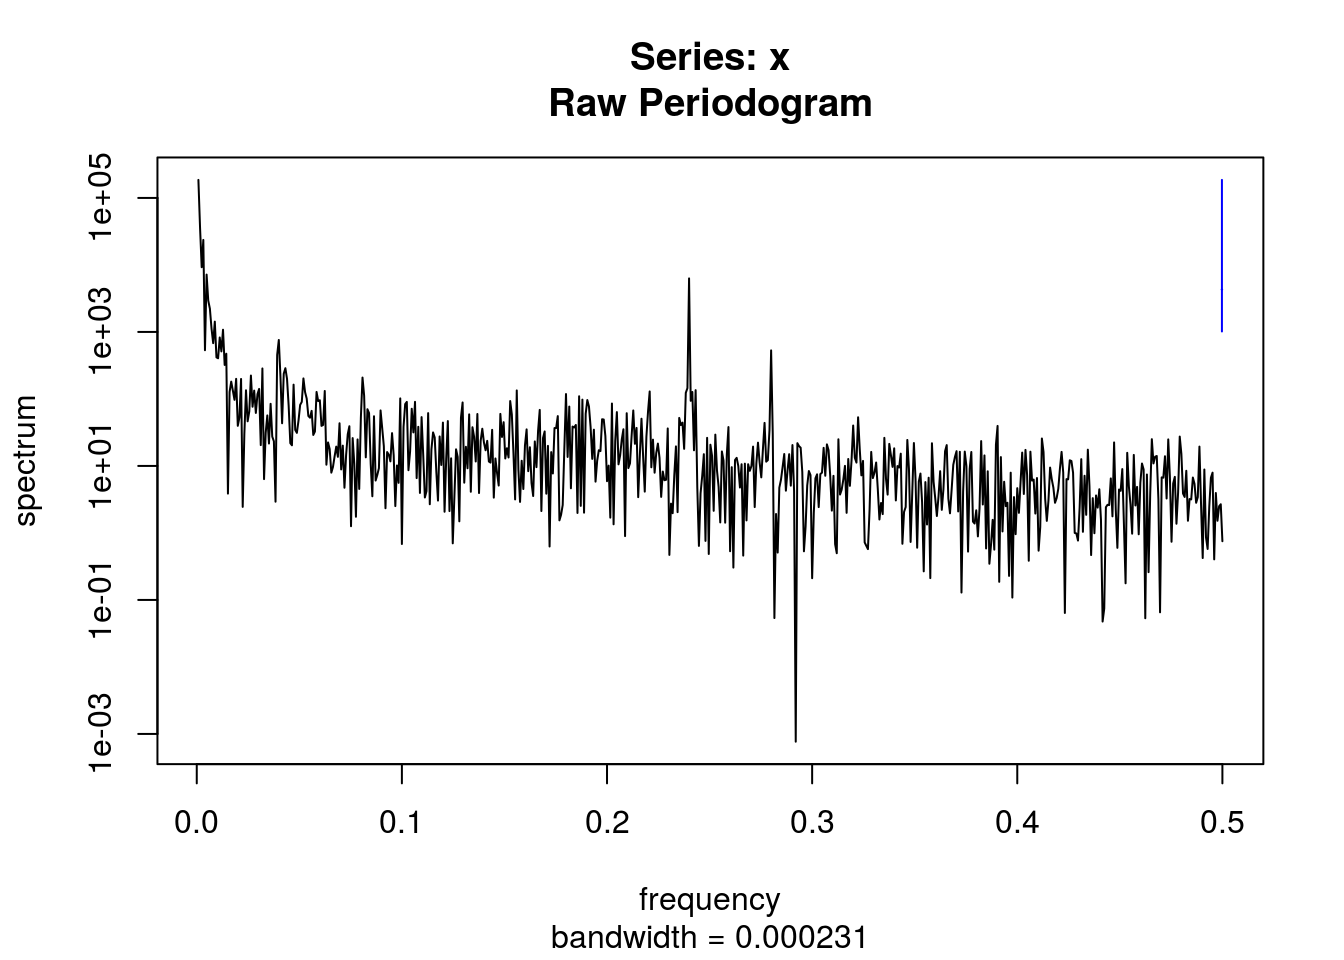 Series: x
Raw Periodogram
spectrum
1e+05
1e+03
1e+01
1e-01
1e-03
0.0 0.1 0.2 0.3 0.4 0.5
frequency
bandwidth = 0.000231